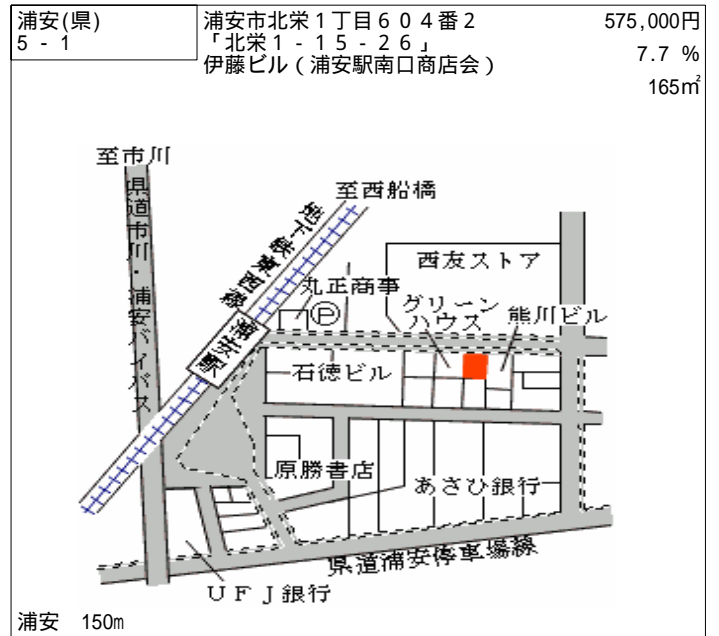 浦安(県)
5 - 1
浦安市北栄１丁目６０４番２
「北栄１－１５－２６」
伊藤ビル（浦安駅南口商店会）
575,000円
7.7 %
165㎡
至市川
至西船橋
県道市川・浦安バイパス
地下鉄東西線
西友ストア
丸正商事
Ⓟ
グリーン
ハウス
熊川ビル
浦安駅
石徳ビル
原勝書店
あさひ銀行
県道浦安停車場線
ＵＦＪ銀行
浦安 150m